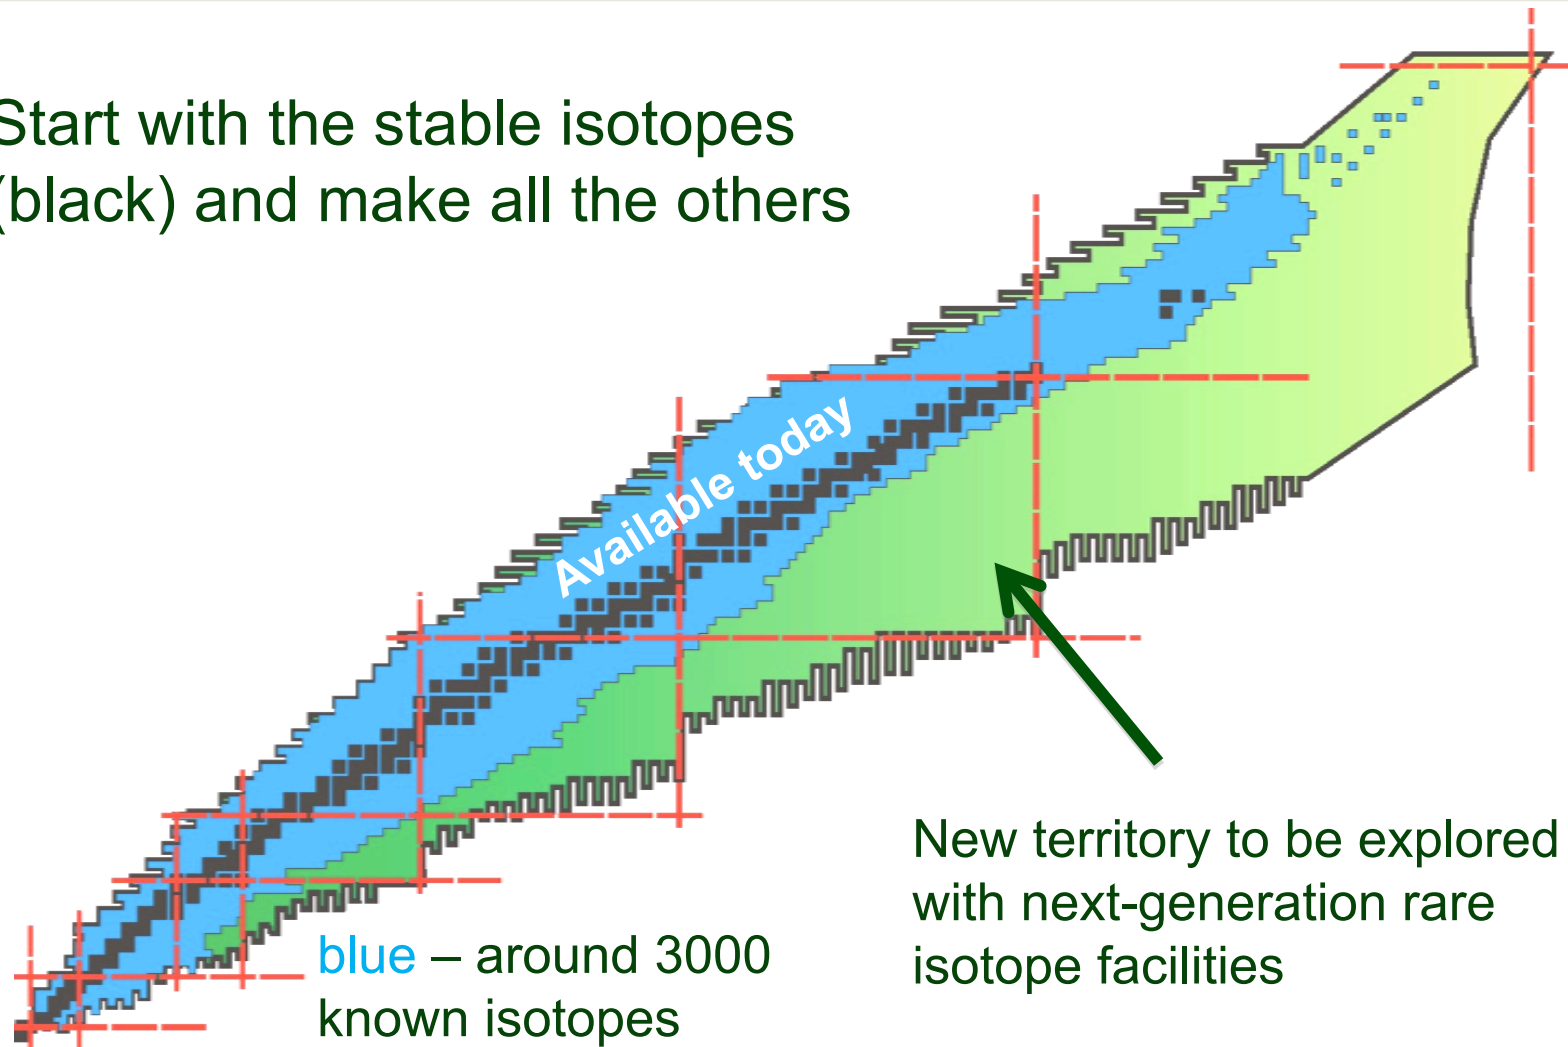 Start with the stable isotopes
(black) and make all the others
Available today
New territory to be explored
with next-generation rare
isotope facilities
blue – around 3000
known isotopes